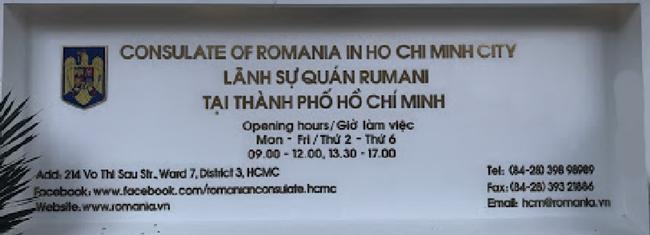 CONSULATE OF ROMANIA IN HO CHI MINH CITY
LÃNH SỰ QUÁN RUMANI
TẠI THÀNH PHỐ HỒ CHÍ MINH
Opening hours/Giờ làm việc
Mon - Fri/Thứ 2 - Thứ 6
09.00 - 12.00, 13.30 - 17.00
Add: 214 Vo Thi Sau Str., Ward 7, District 3, HCMC
Tel: (84-28) 398 98989
Facebook: www.facebook.com/romanianconsulate.hcmc
Fax: (84-28) 393 21886
Website: www.romania.vn
Email: hcm@romania.vn